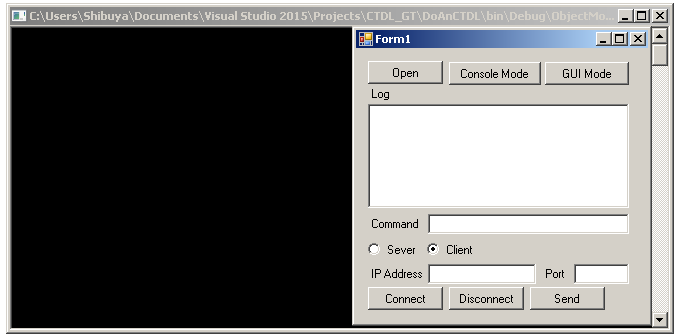 C:\Users\Shibuya\Documents\Visual Studio 2015\Projects\CTDL_GT\DoAnCTDL\bin\Debug\ObjectMo...
Form1
Open Console Mode GUI Mode
Log
Command
Sever Client
IP Address Port
Connect Disconnect Send